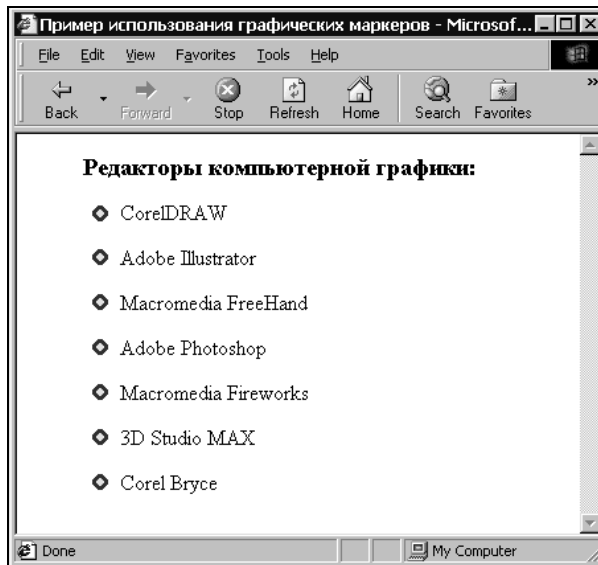 Пример использования графических маркеров - Microsof...
File Edit View Favorites Tools Help
Back Forward Stop Refresh Home Search Favorites »
Редакторы компьютерной графики:
CorelDRAW
Adobe Illustrator
Macromedia FreeHand
Adobe Photoshop
Macromedia Fireworks
3D Studio MAX
Corel Bryce
Done My Computer